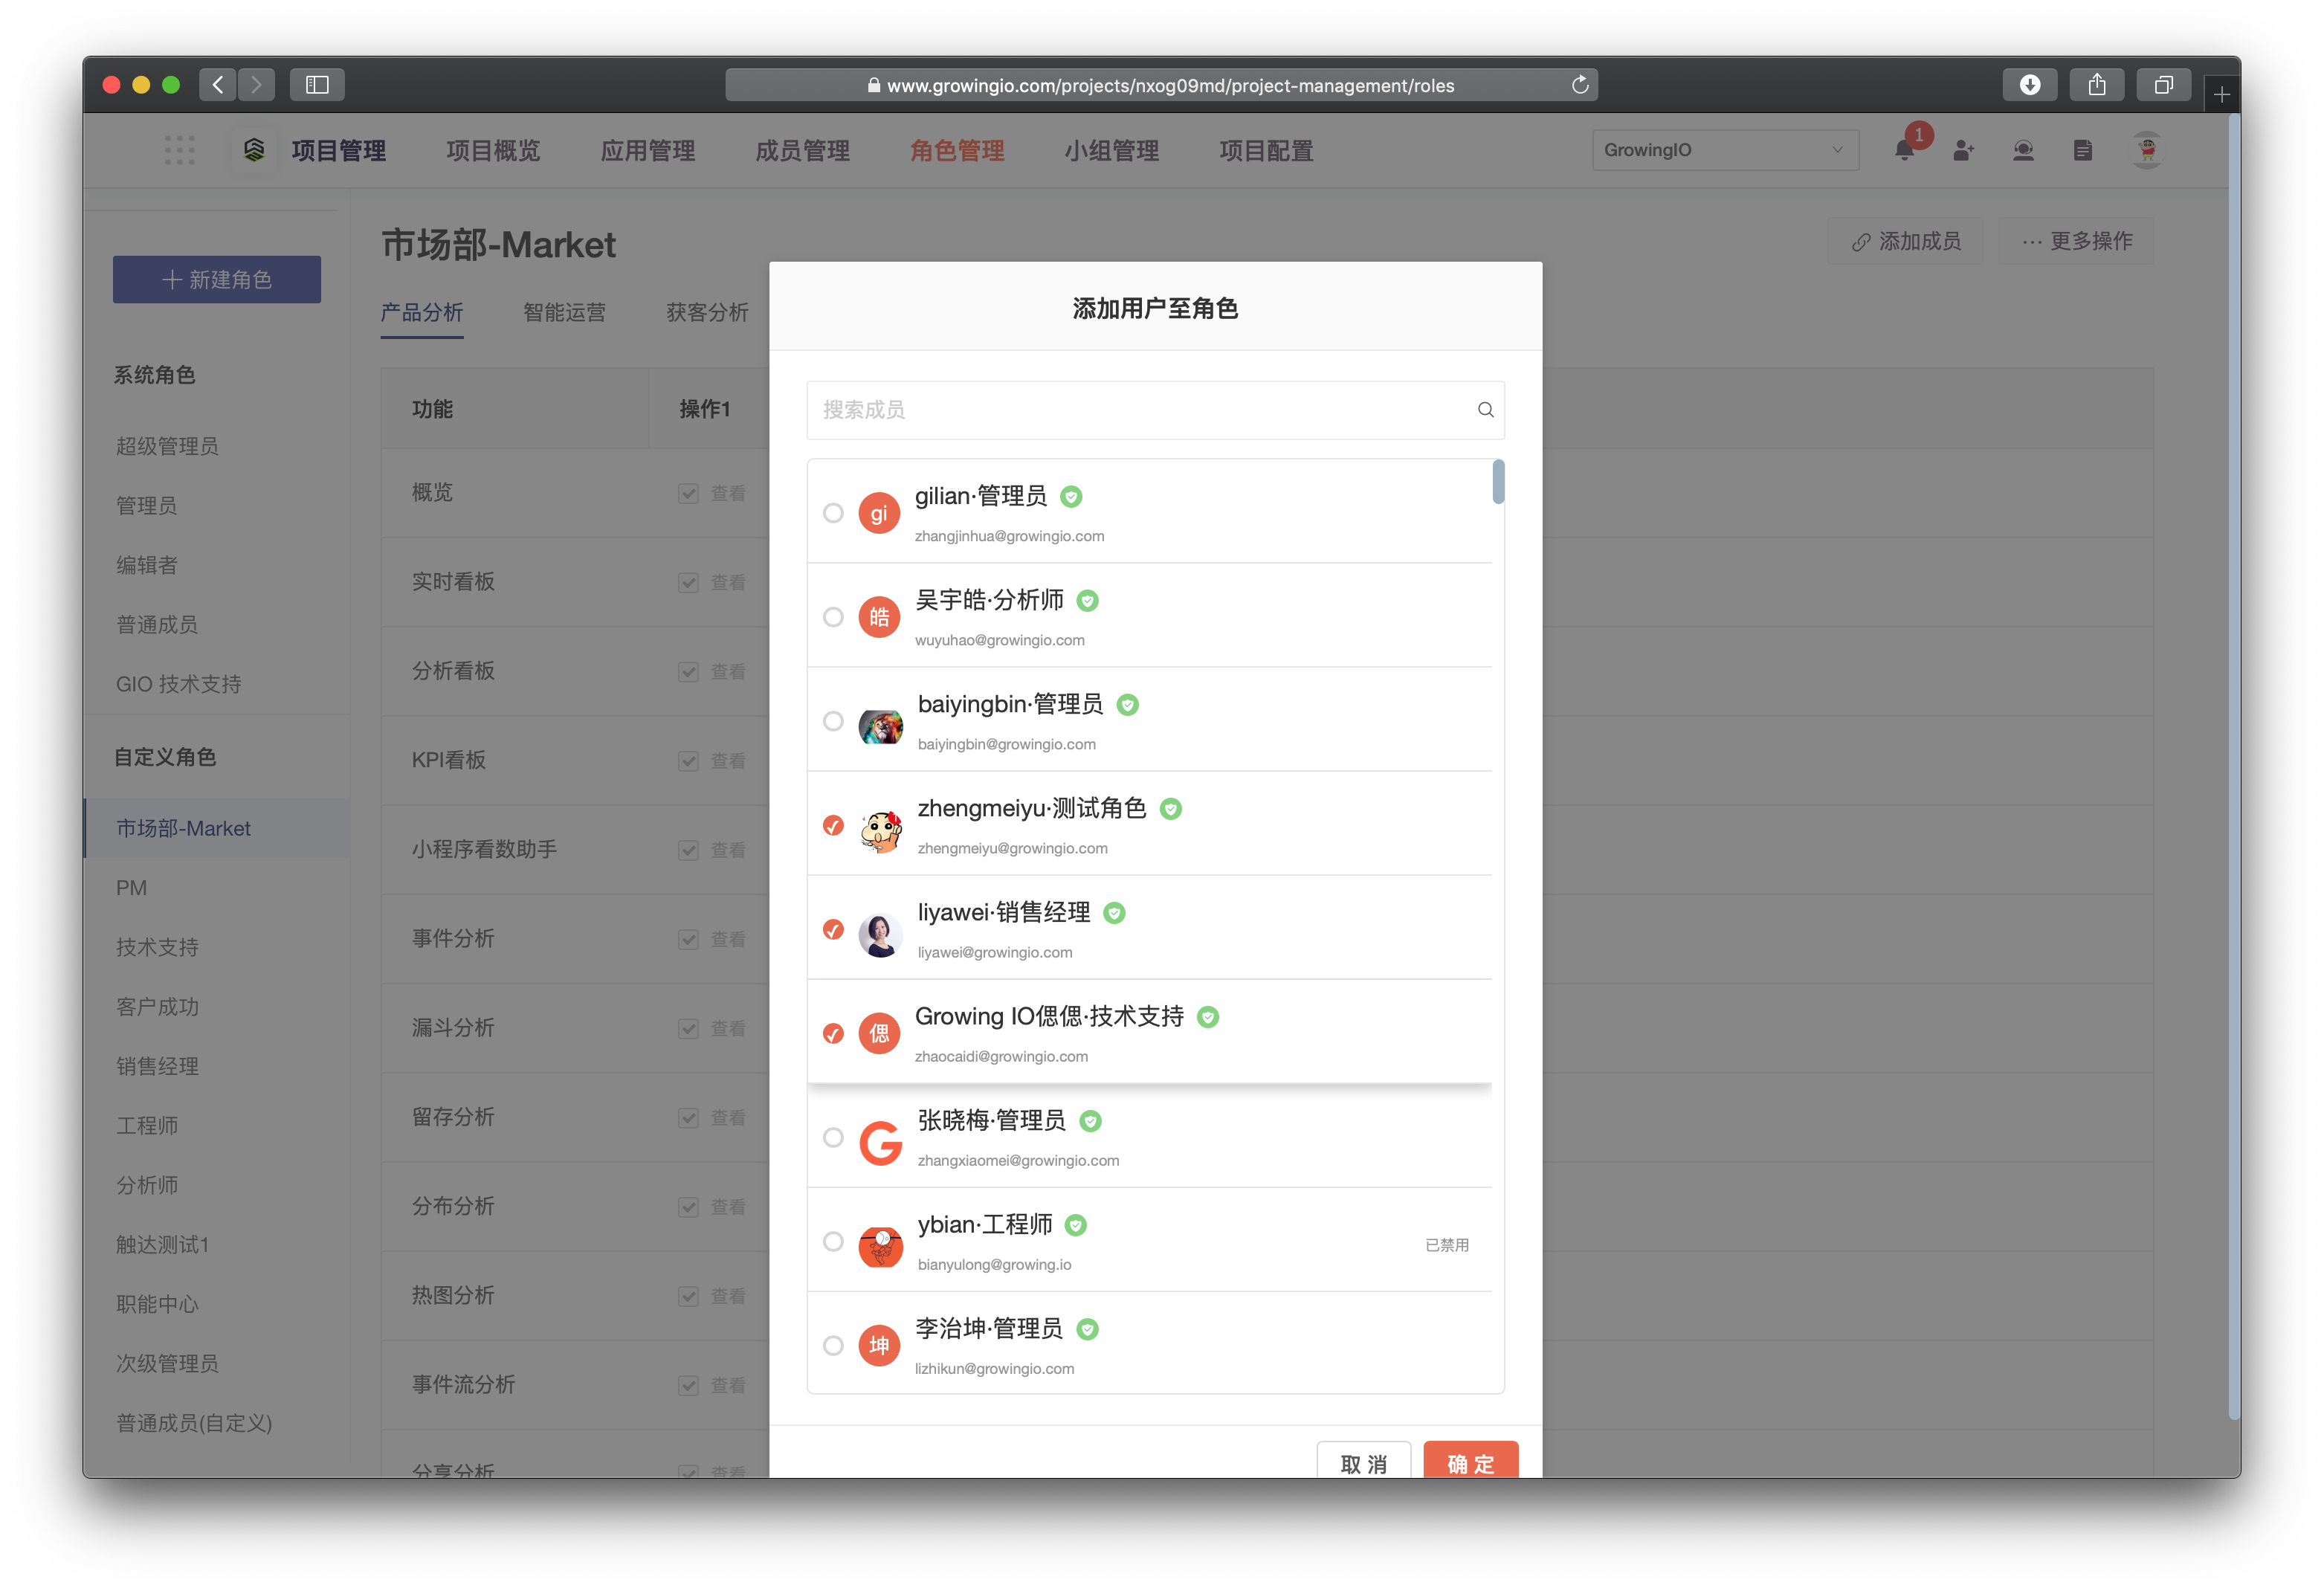 www.growingio.com/projects/nxog09md/project-management/roles
项目管理 项目概览 应用管理 成员管理 角色管理 小组管理 项目配置 GrowingIO 1
市场部-Market
添加成员 ··· 更多操作
新建角色
产品分析 智能运营 获客分析
系统角色
超级管理员
管理员
编辑者
普通成员
GIO 技术支持
自定义角色
市场部-Market
PM
技术支持
客户成功
销售经理
工程师
分析师
触达测试1
职能中心
次级管理员
普通成员(自定义)
功能 操作1
概览 查看
实时看板 查看
分析看板 查看
KPI看板 查看
小程序看数助手 查看
事件分析 查看
漏斗分析 查看
留存分析 查看
分布分析 查看
热图分析 查看
事件流分析 查看
分享分析 查看
添加用户至角色
搜索成员
gi gilian·管理员
zhangjinhua@growingio.com
皓 吴宇皓·分析师
wuyuhao@growingio.com
baiyingbin·管理员
baiyingbin@growingio.com
zhengmeiyu·测试角色
zhengmeiyu@growingio.com
liyawei·销售经理
liyawei@growingio.com
偲 Growing IO偲偲·技术支持
zhaocaidi@growingio.com
张晓梅·管理员
zhangxiaomei@growingio.com
ybian·工程师
bianyulong@growing.io
已禁用
坤 李治坤·管理员
lizhikun@growingio.com
取 消 确 定